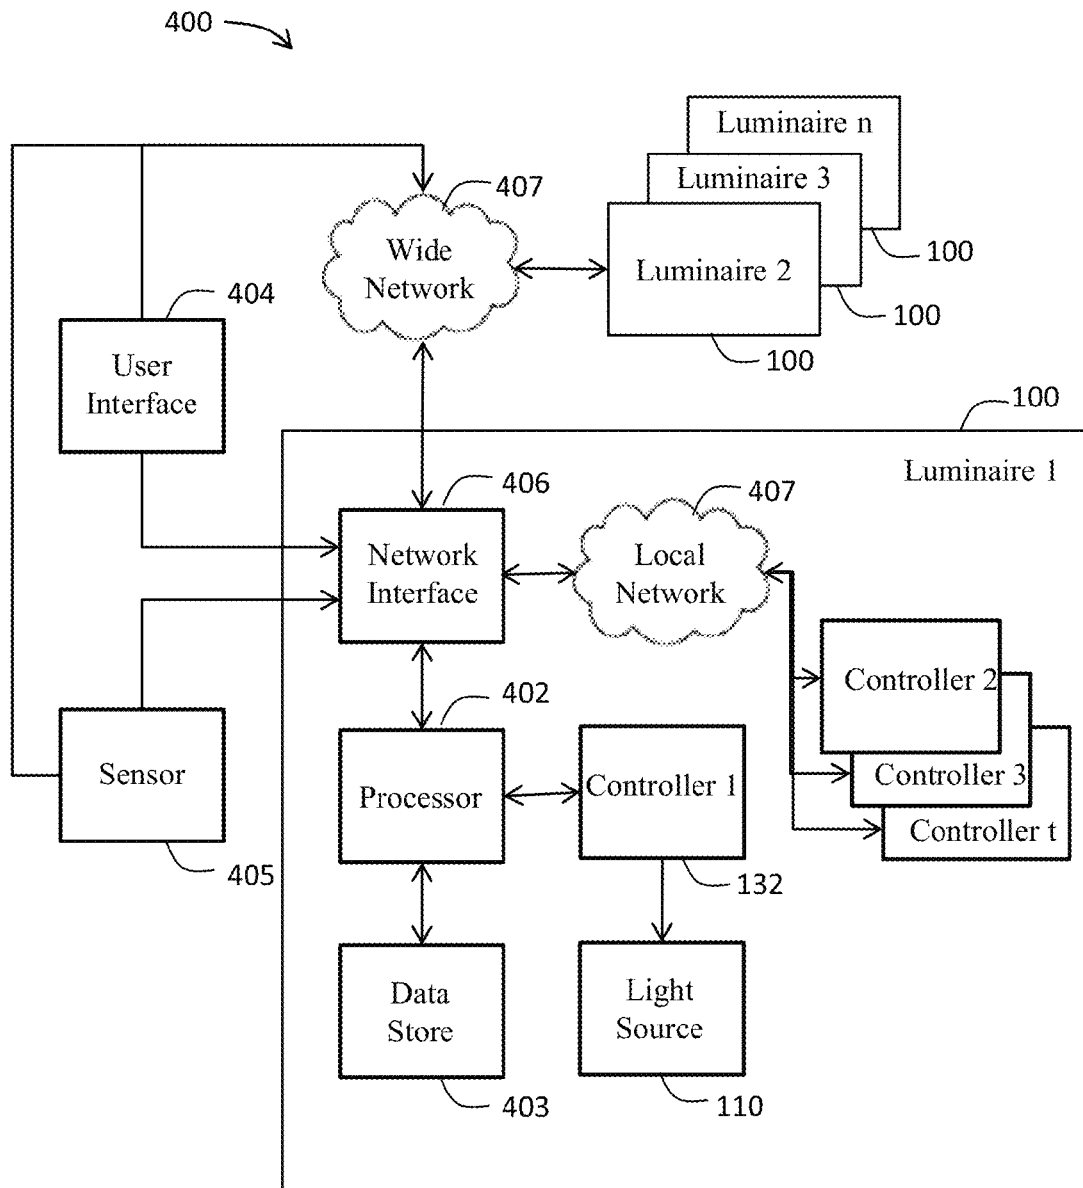 400
Luminaire n
407
Luminaire 3
Wide
Network
Luminaire 2
100
404
100
User
Interface
100
100
Luminaire 1
406
407
Network
Interface
Local
Network
402
Controller 2
Sensor
Processor
Controller 1
Controller 3
Controller t
405
132
Data
Store
Light
Source
403
110